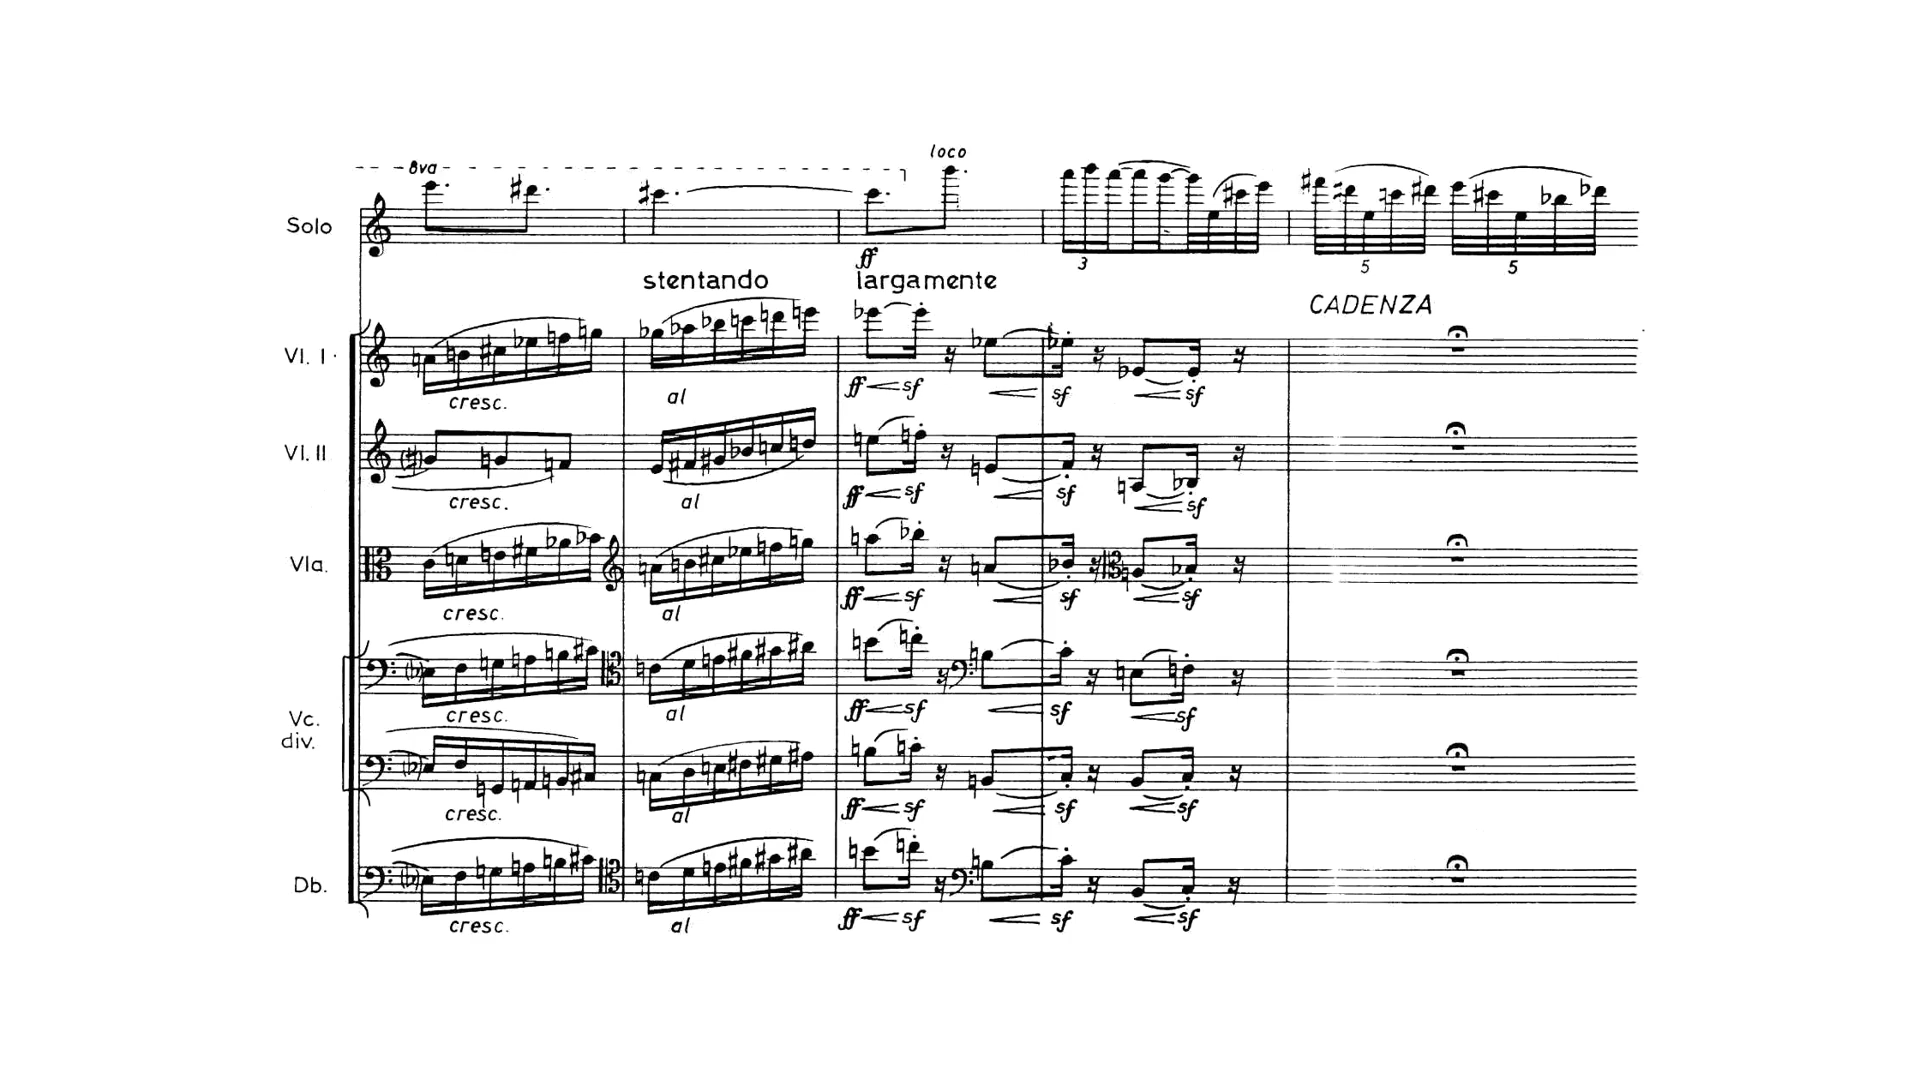 loco
8va
Solo
ff
3 5 5
stentando largamente
CADENZA
Vl. I
cresc. al ff sf sf sf
Vl. II
cresc. al ff sf sf sf
Vla.
cresc. al ff sf sf sf
cresc. al ff sf sf sf
Vc.
div.
cresc. al ff sf sf sf
Db.
cresc. al ff sf sf sf